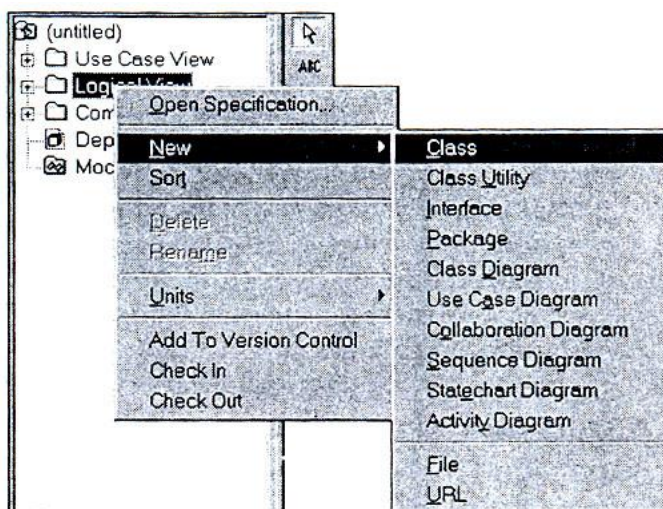 (untitled)
ABC
Use Case View
Logical View
Com
Dep
Mod
Open Specification...
New
Sort
Delete
Rename
Units
Add To Version Control
Check In
Check Out
Class
Class Utility
Interface
Package
Class Diagram
Use Case Diagram
Collaboration Diagram
Sequence Diagram
Statechart Diagram
Activity Diagram
File
URL